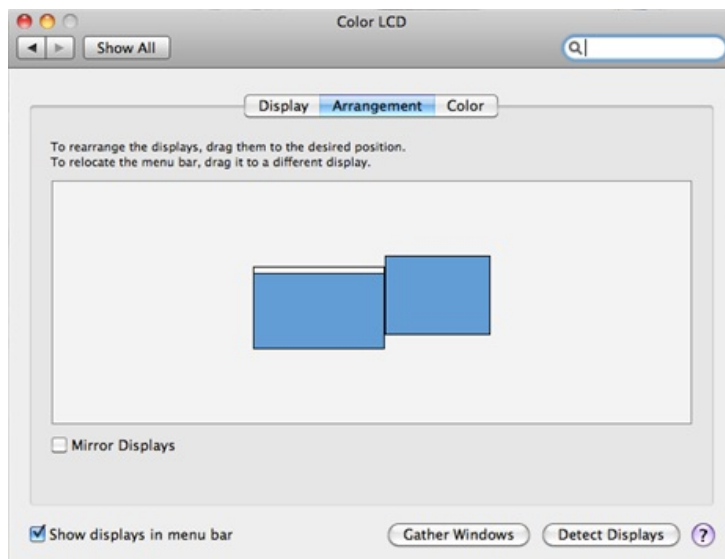 Color LCD
Show All
Display Arrangement Color
To rearrange the displays, drag them to the desired position.
To relocate the menu bar, drag it to a different display.
Mirror Displays
Show displays in menu bar Gather Windows Detect Displays ?